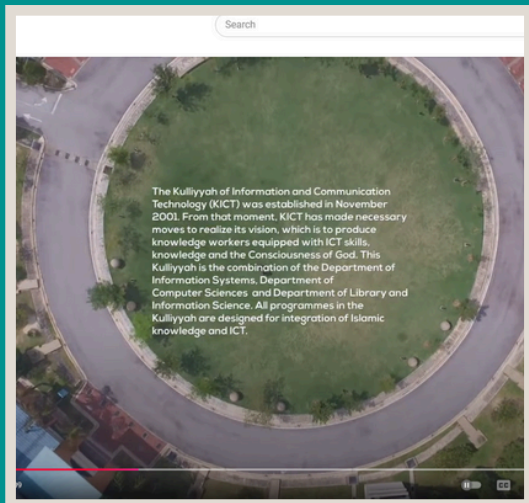 Search
The Kulliyyah of Information and Communication
Technology (KICT) was established in November
2001. From that moment, KICT has made necessary
moves to realize its vision, which is to produce
knowledge workers equipped with ICT skills,
knowledge and the Consciousness of God. This
Kulliyyah is the combination of the Department of
Information Systems, Department of
Computer Sciences and Department of Library and
Information Science. All programmes in the
Kulliyyah are designed for integration of Islamic
knowledge and ICT.
CC